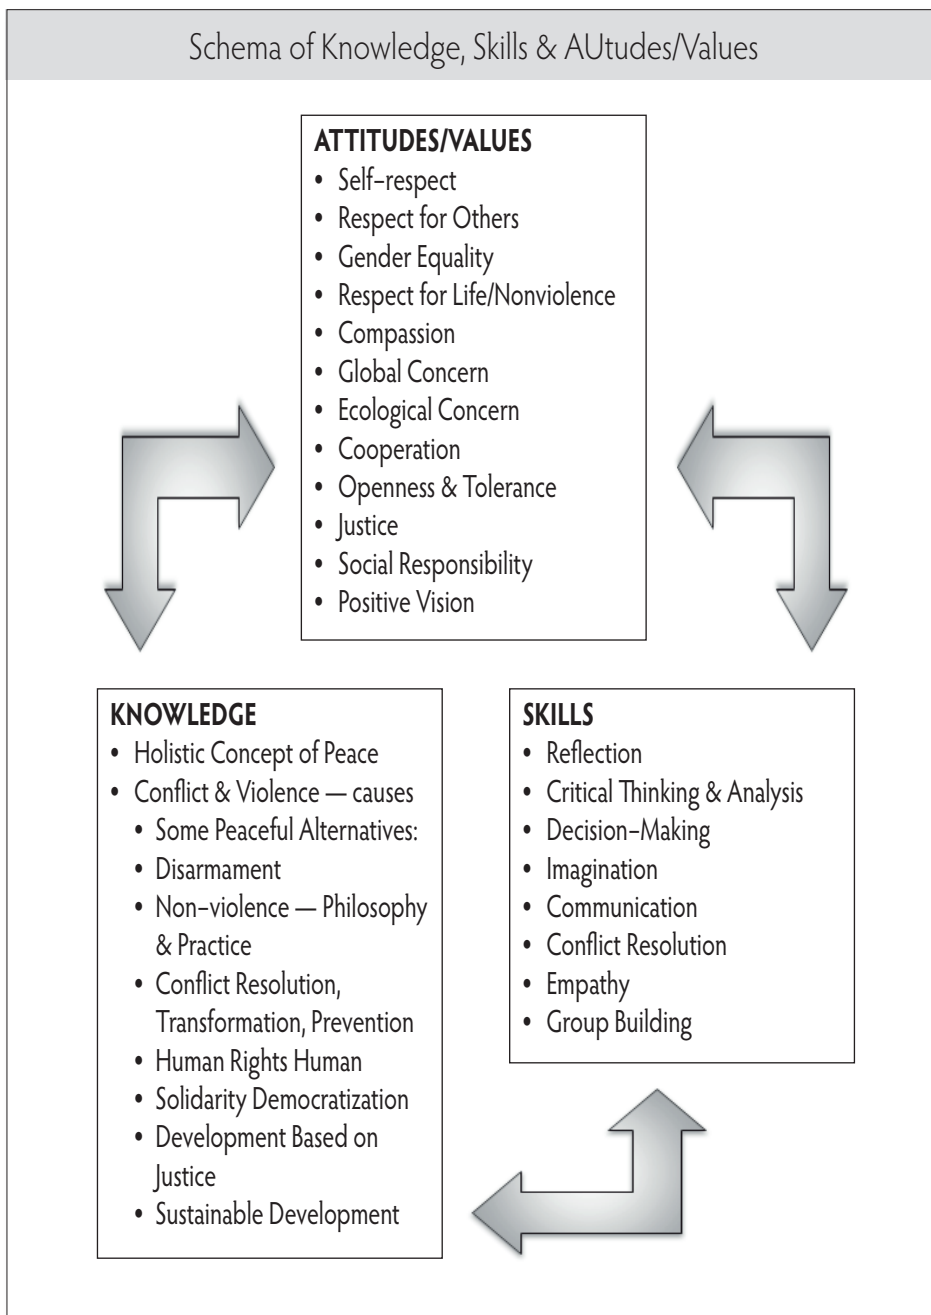 Schema of Knowledge, Skills & AUtudes/Values
ATTITUDES/VALUES
• Self-respect
• Respect for Others
• Gender Equality
• Respect for Life/Nonviolence
• Compassion
• Global Concern
• Ecological Concern
• Cooperation
• Openness & Tolerance
• Justice
• Social Responsibility
• Positive Vision
KNOWLEDGE
• Holistic Concept of Peace
• Conflict & Violence — causes
• Some Peaceful Alternatives:
• Disarmament
• Non-violence — Philosophy
& Practice
• Conflict Resolution,
Transformation, Prevention
• Human Rights Human
• Solidarity Democratization
• Development Based on
Justice
• Sustainable Development
SKILLS
• Reflection
• Critical Thinking & Analysis
• Decision-Making
• Imagination
• Communication
• Conflict Resolution
• Empathy
• Group Building